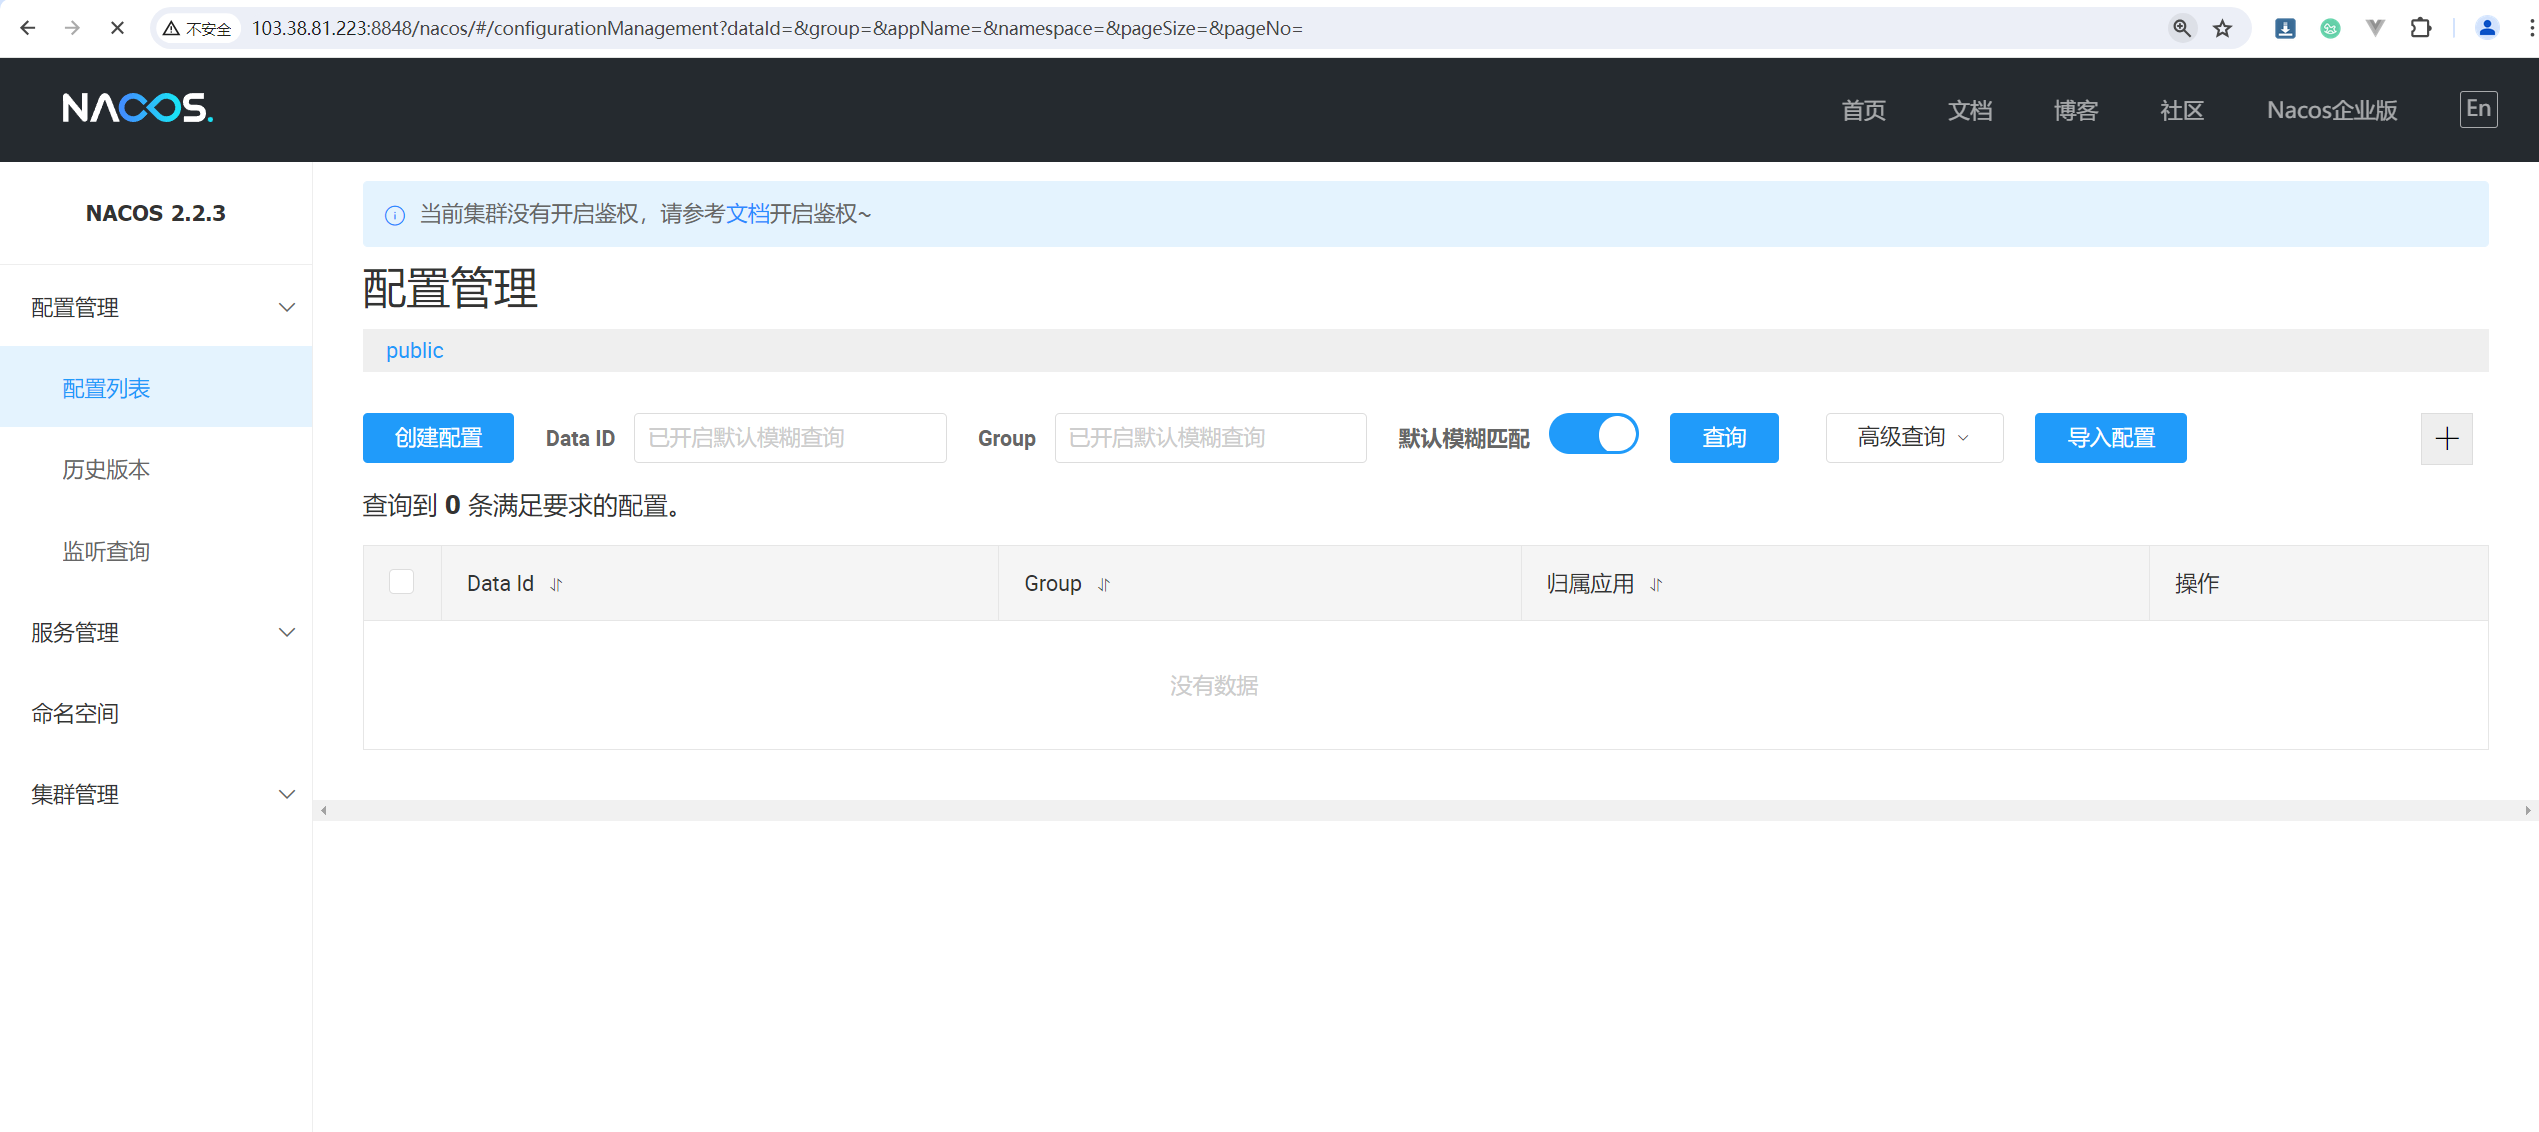 不安全 103.38.81.223:8848/nacos/#/configurationManagement?dataId=&group=&appName=&namespace=&pageSize=&pageNo=
NACOS. 首页 文档 博客 社区 Nacos企业版 En
NACOS 2.2.3
配置管理
配置列表
历史版本
监听查询
服务管理
命名空间
集群管理
当前集群没有开启鉴权，请参考文档开启鉴权~
配置管理
public
创建配置 Data ID 已开启默认模糊查询 Group 已开启默认模糊查询 默认模糊匹配 查询 高级查询 导入配置
查询到 0 条满足要求的配置。
Data Id Group 归属应用 操作
没有数据